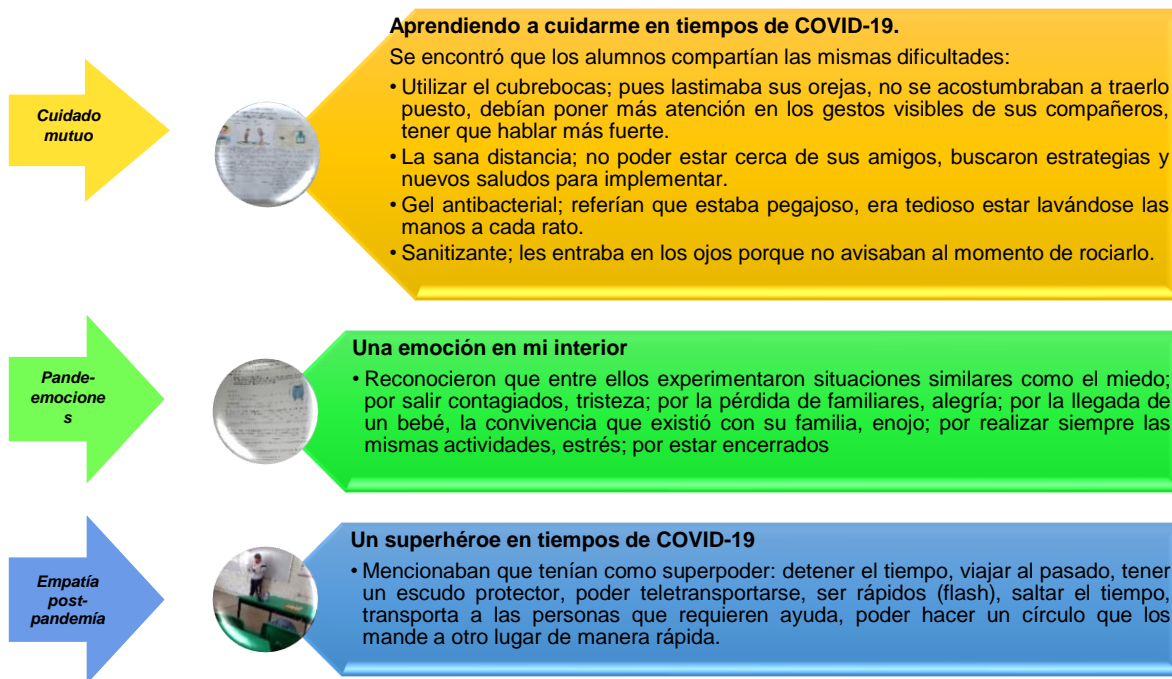 Cuidado
mutuo
Aprendiendo a cuidarme en tiempos de COVID-19.
Se encontró que los alumnos compartían las mismas dificultades:
• Utilizar el cubrebocas; pues lastimaba sus orejas, no se acostumbraban a traerlo
puesto, debían poner más atención en los gestos visibles de sus compañeros,
tener que hablar más fuerte.
• La sana distancia; no poder estar cerca de sus amigos, buscaron estrategias y
nuevos saludos para implementar.
• Gel antibacterial; referían que estaba pegajoso, era tedioso estar lavándose las
manos a cada rato.
• Sanitizante; les entraba en los ojos porque no avisaban al momento de rociarlo.
Pande-
emocione
s
Una emoción en mi interior
• Reconocieron que entre ellos experimentaron situaciones similares como el miedo;
por salir contagiados, tristeza; por la pérdida de familiares, alegría; por la llegada de
un bebé, la convivencia que existió con su familia, enojo; por realizar siempre las
mismas actividades, estrés; por estar encerrados
Empatía
post-
pandemía
Un superhéroe en tiempos de COVID-19
• Mencionaban que tenían como superpoder: detener el tiempo, viajar al pasado, tener
un escudo protector, poder teletransportarse, ser rápidos (flash), saltar el tiempo,
transporta a las personas que requieren ayuda, poder hacer un círculo que los
mande a otro lugar de manera rápida.